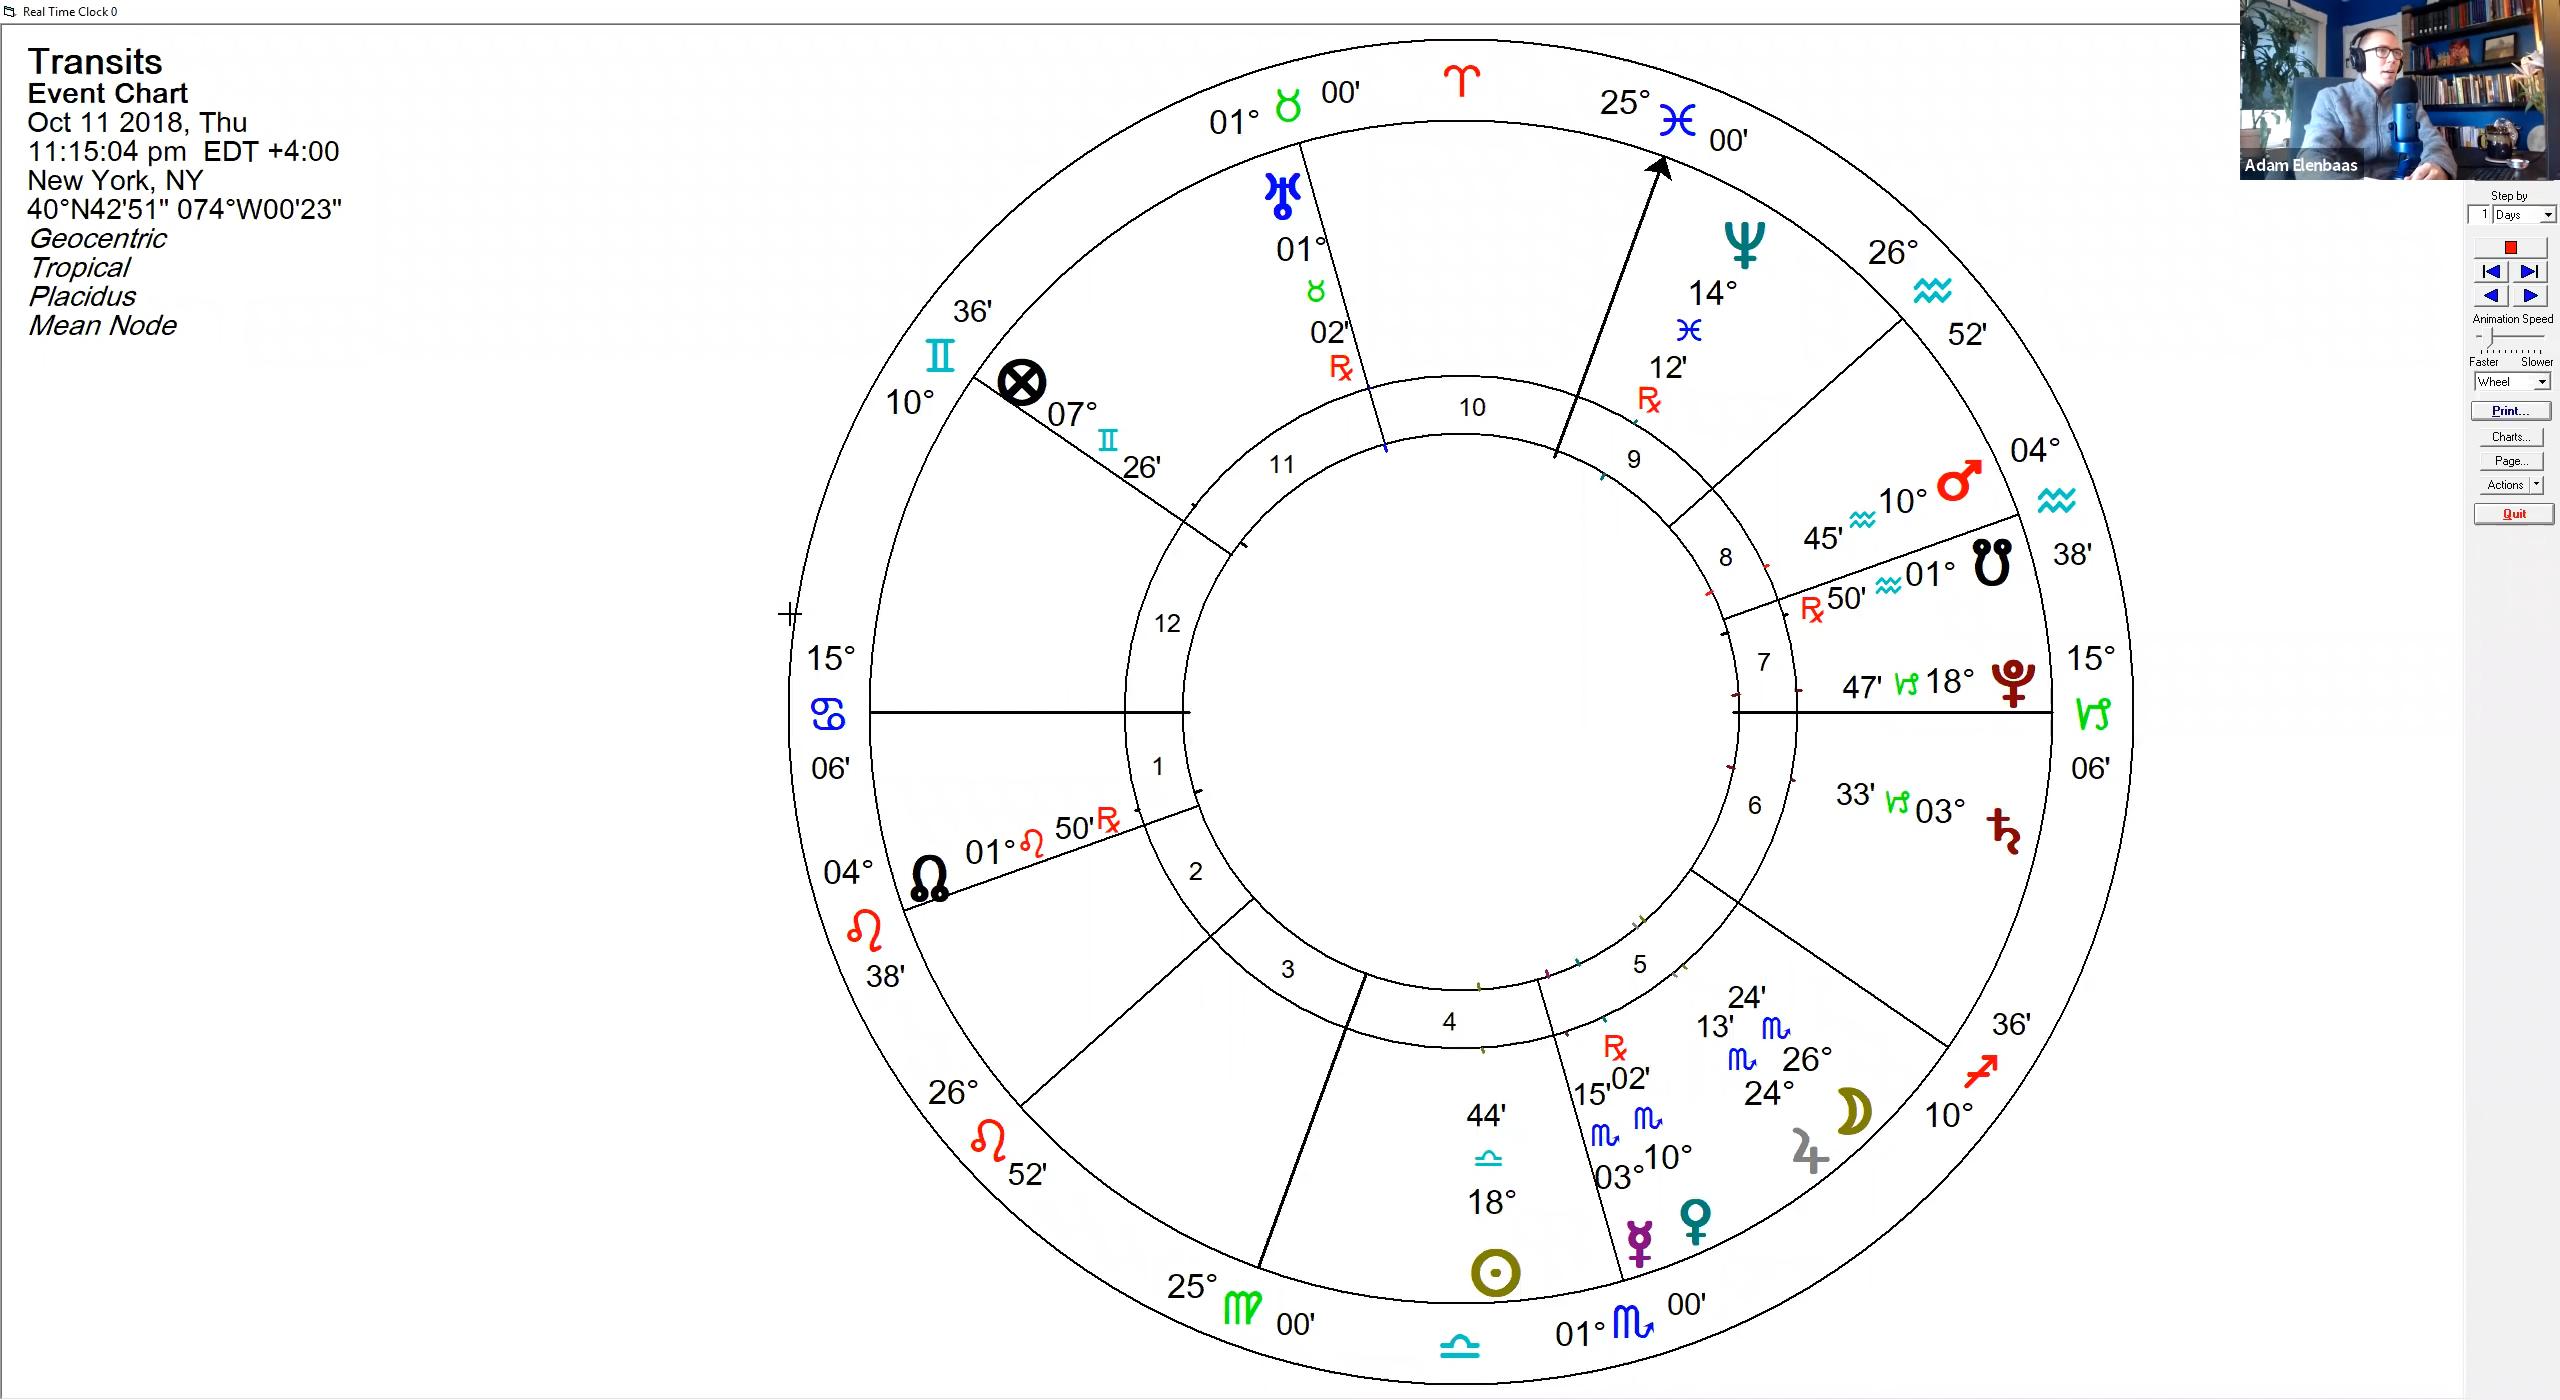 Real Time Clock 0
Transits
Event Chart
Oct 11 2018, Thu
11:15:04 pm EDT +4:00
New York, NY
40°N42'51" 074°W00'23"
Geocentric
Tropical
Placidus
Mean Node
Adam Elenbaas
Step by
1 Days
Animation Speed
Faster Slower
Wheel
Print...
Charts...
Page...
Actions
Quit
01° ♉ 00'
♈
25° ♓ 00'
26° ♒ 52'
04° ♒ 38'
15° ♑ 06'
36' ♐ 10°
01° ♏ 00'
♎
25° ♍ 00'
26° ♌ 52'
04° ♌ 38'
15° ♋ 06'
10° ♊ 36'
♅ 01° ♉ 02' ℞
♆ 14° ♓ 12' ℞
♂ 10° ♒ 45'
☋ 01° ♒ 50' ℞
♇ 18° ♑ 47'
♄ 03° ♑ 33'
☽ 26° ♏ 24'
♃ 24° ♏ 13'
♀ 10° ♏ 02' ℞
☿ 03° ♏ 15'
☉ 18° ♎ 44'
☊ 01° ♌ 50' ℞
⊗ 07° ♊ 26'
1
2
3
4
5
6
7
8
9
10
11
12